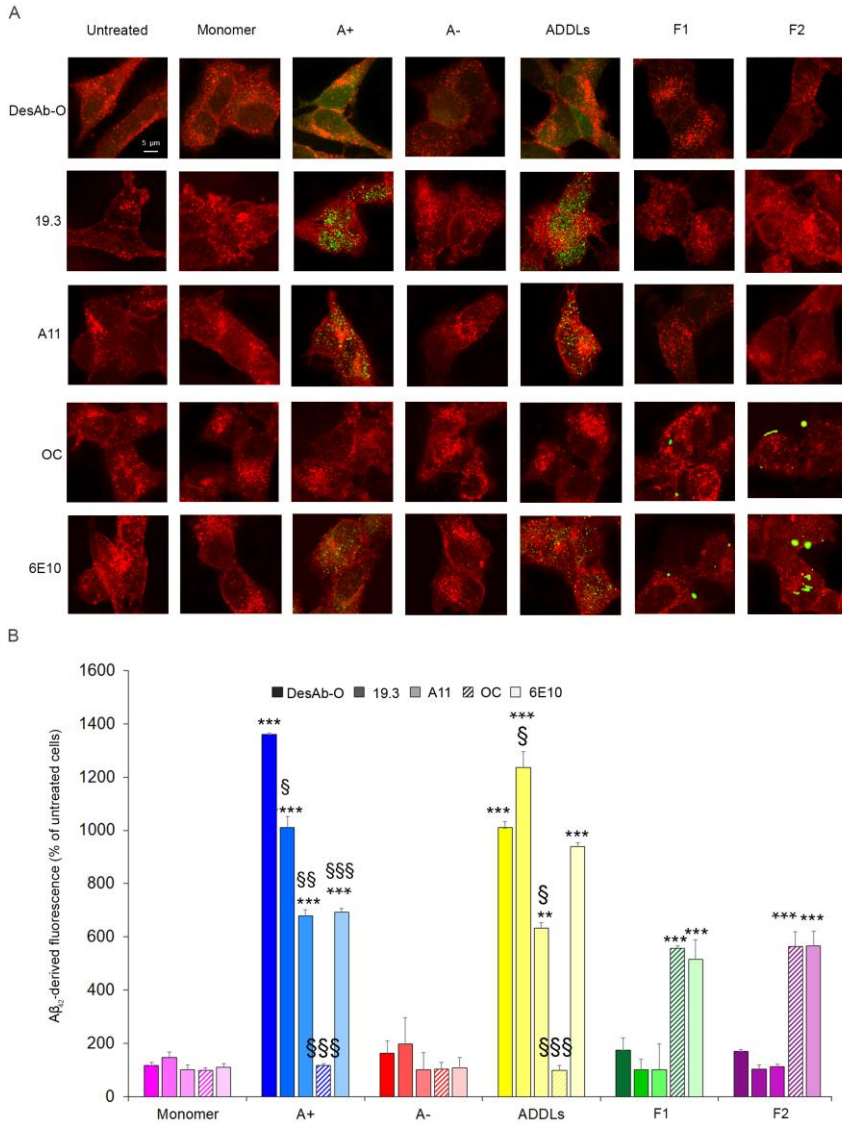 A
Untreated Monomer A+ A- ADDLs F1 F2
DesAb-O
5 µm
19.3
A11
OC
6E10
B
1600
DesAb-O 19.3 A11 OC 6E10
1400
1200
1000
800
600
400
200
0
Aβ₄₂-derived fluorescence (% of untreated cells)
***
§
***
§§
***
§§§
§§§
***
***
***
§
§
**
§§§
***
***
***
***
***
Monomer A+ A- ADDLs F1 F2